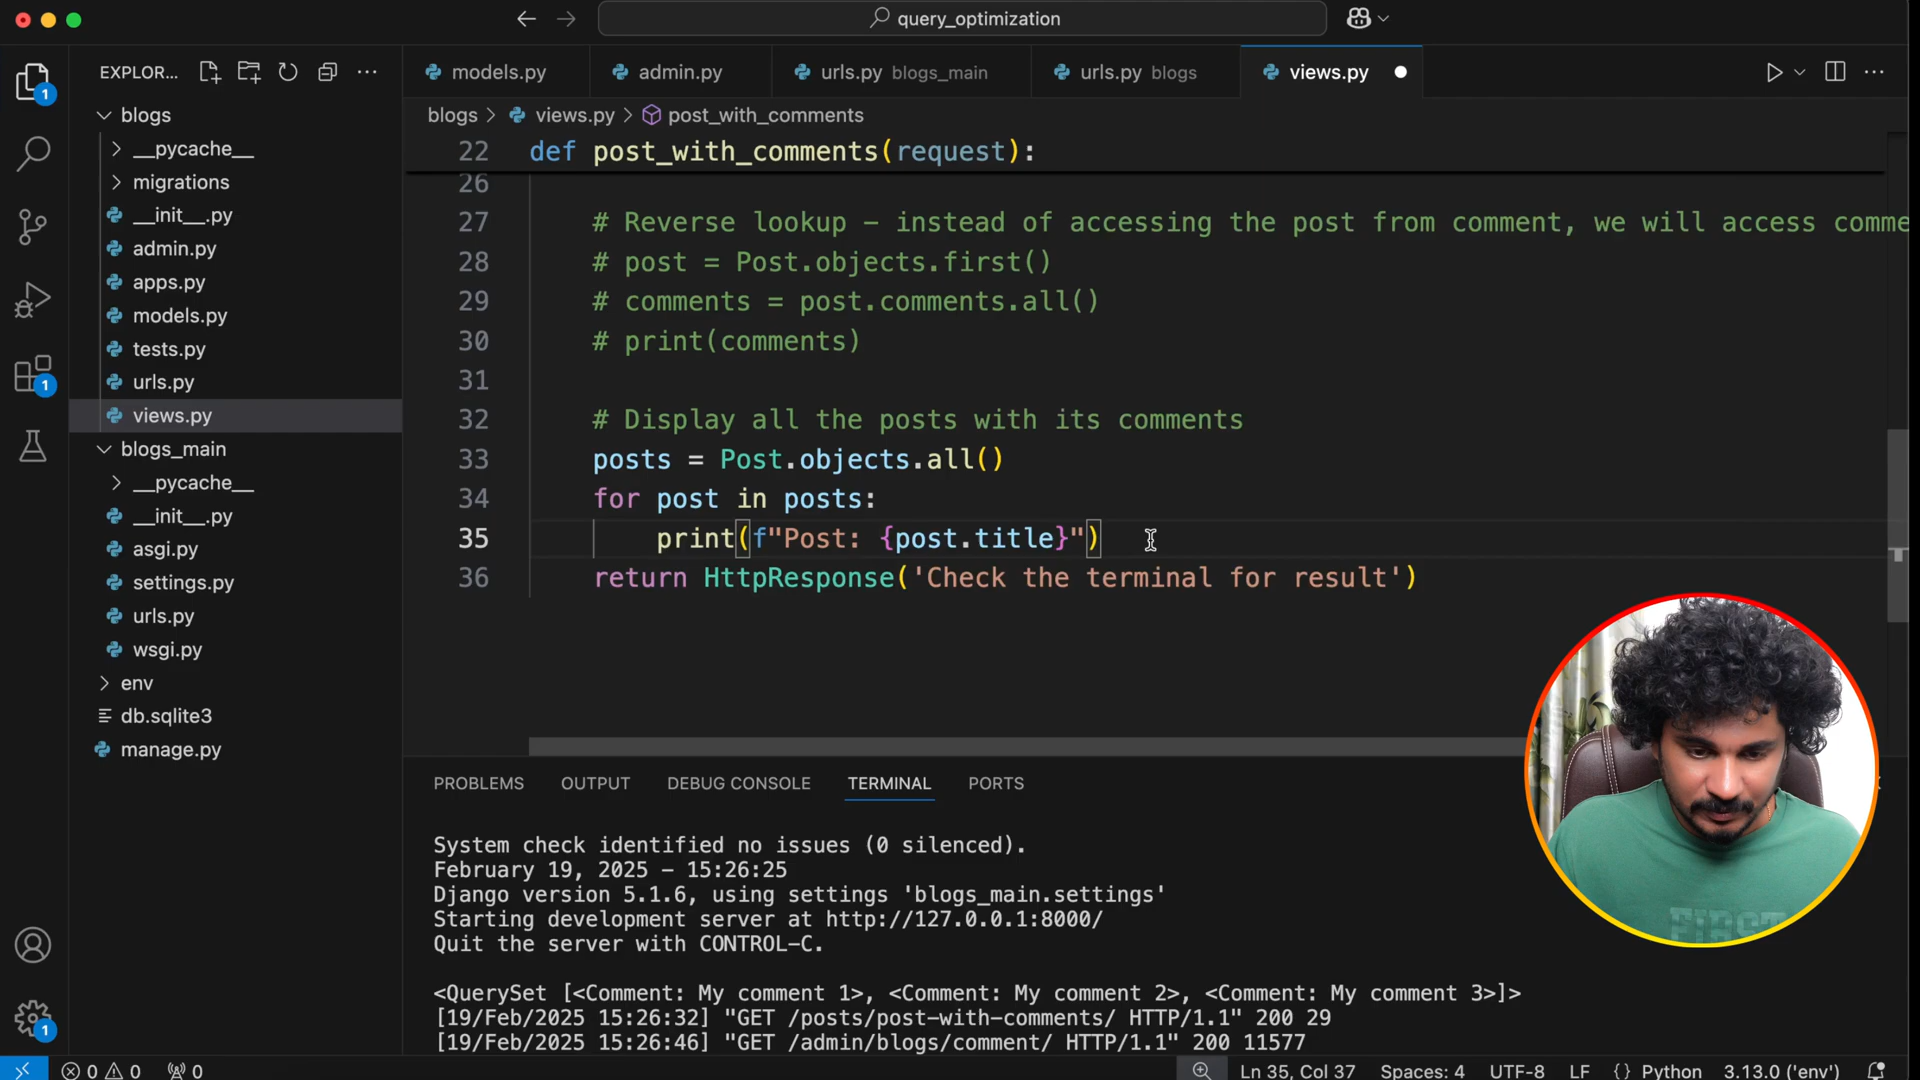 query_optimization
EXPLOR...
models.py
admin.py
urls.py blogs_main
urls.py blogs
views.py
blogs > views.py > post_with_comments
blogs
__pycache__
migrations
__init__.py
admin.py
apps.py
models.py
tests.py
urls.py
views.py
blogs_main
__pycache__
__init__.py
asgi.py
settings.py
urls.py
wsgi.py
env
db.sqlite3
manage.py
1
1
1
22 def post_with_comments(request):
26
27 # Reverse lookup – instead of accessing the post from comment, we will access comme
28 # post = Post.objects.first()
29 # comments = post.comments.all()
30 # print(comments)
31
32 # Display all the posts with its comments
33 posts = Post.objects.all()
34 for post in posts:
35 print(f"Post: {post.title}")
36 return HttpResponse('Check the terminal for result')
PROBLEMS OUTPUT DEBUG CONSOLE TERMINAL PORTS
System check identified no issues (0 silenced).
February 19, 2025 – 15:26:25
Django version 5.1.6, using settings 'blogs_main.settings'
Starting development server at http://127.0.0.1:8000/
Quit the server with CONTROL-C.
<QuerySet [<Comment: My comment 1>, <Comment: My comment 2>, <Comment: My comment 3>]>
[19/Feb/2025 15:26:32] "GET /posts/post-with-comments/ HTTP/1.1" 200 29
[19/Feb/2025 15:26:46] "GET /admin/blogs/comment/ HTTP/1.1" 200 11577
FIRST
0 0 0 Ln 35, Col 37 Spaces: 4 UTF-8 LF {} Python 3.13.0 ('env')